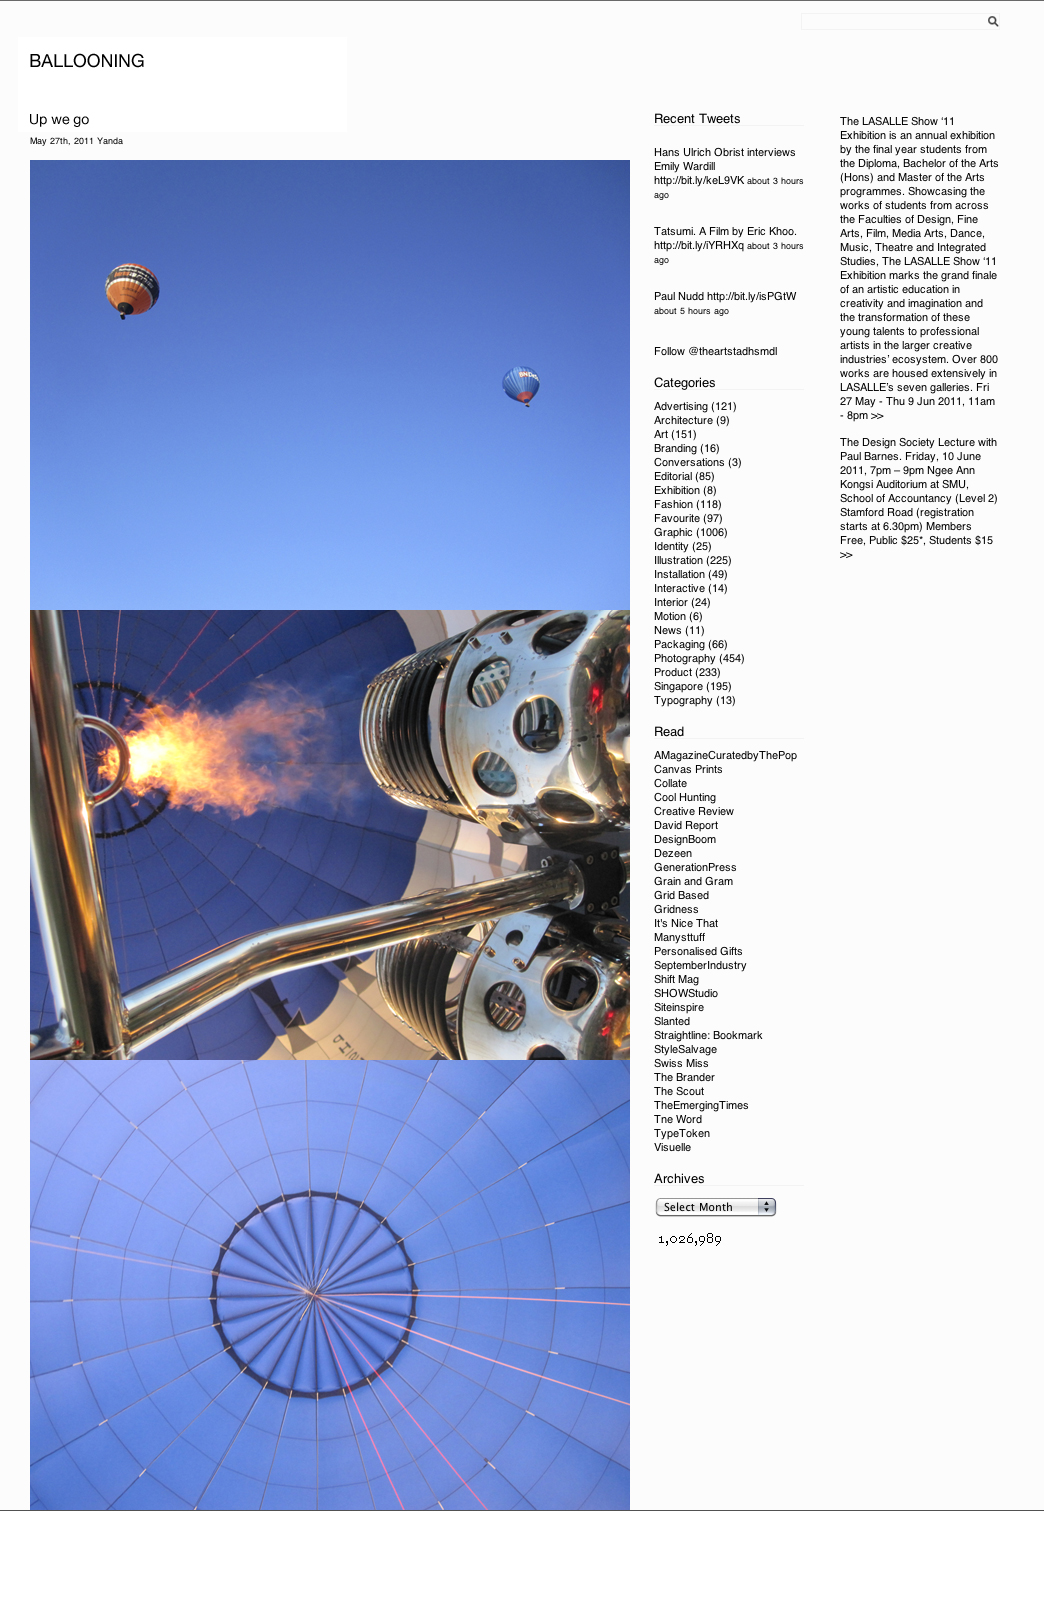 BALLOONING
Up we go
May 27th, 2011 Yanda
Recent Tweets
Hans Ulrich Obrist interviews
Emily Wardill
http://bit.ly/keL9VK about 3 hours
ago
Tatsumi. A Film by Eric Khoo.
http://bit.ly/iYRHXq about 3 hours
ago
Paul Nudd http://bit.ly/isPGtW
about 5 hours ago
Follow @theartstadhsmdl
Categories
Advertising (121)
Architecture (9)
Art (151)
Branding (16)
Conversations (3)
Editorial (85)
Exhibition (8)
Fashion (118)
Favourite (97)
Graphic (1006)
Identity (25)
Illustration (225)
Installation (49)
Interactive (14)
Interior (24)
Motion (6)
News (11)
Packaging (66)
Photography (454)
Product (233)
Singapore (195)
Typography (13)
Read
AMagazineCuratedbyThePop
Canvas Prints
Collate
Cool Hunting
Creative Review
David Report
DesignBoom
Dezeen
GenerationPress
Grain and Gram
Grid Based
Gridness
It's Nice That
Manysttuff
Personalised Gifts
SeptemberIndustry
Shift Mag
SHOWStudio
Siteinspire
Slanted
Straightline: Bookmark
StyleSalvage
Swiss Miss
The Brander
The Scout
TheEmergingTimes
Tne Word
TypeToken
Visuelle
Archives
Select Month
1,026,989
The LASALLE Show ‘11
Exhibition is an annual exhibition
by the final year students from
the Diploma, Bachelor of the Arts
(Hons) and Master of the Arts
programmes. Showcasing the
works of students from across
the Faculties of Design, Fine
Arts, Film, Media Arts, Dance,
Music, Theatre and Integrated
Studies, The LASALLE Show ‘11
Exhibition marks the grand finale
of an artistic education in
creativity and imagination and
the transformation of these
young talents to professional
artists in the larger creative
industries’ ecosystem. Over 800
works are housed extensively in
LASALLE’s seven galleries. Fri
27 May - Thu 9 Jun 2011, 11am
- 8pm >>
The Design Society Lecture with
Paul Barnes. Friday, 10 June
2011, 7pm – 9pm Ngee Ann
Kongsi Auditorium at SMU,
School of Accountancy (Level 2)
Stamford Road (registration
starts at 6.30pm) Members
Free, Public $25*, Students $15
>>